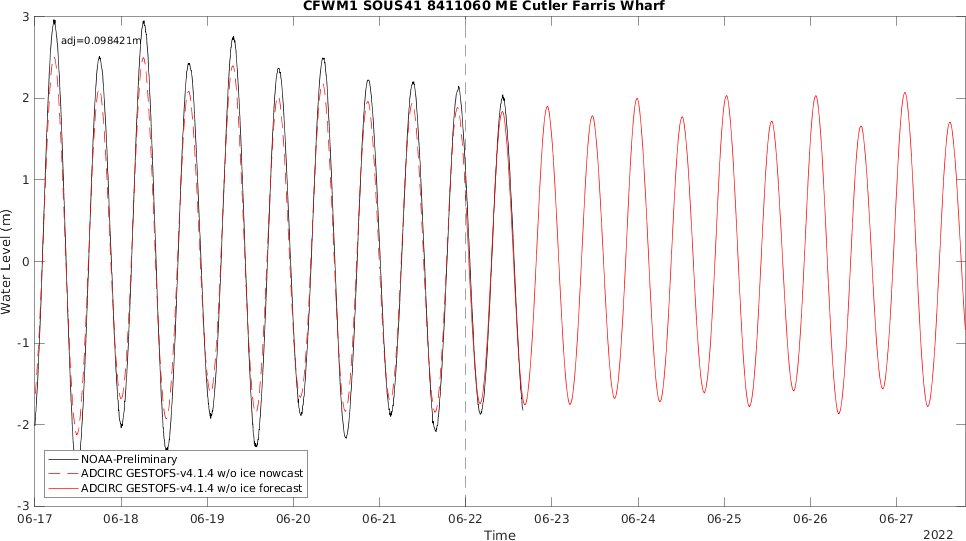 CFWM1 SOUS41 8411060 ME Cutler Farris Wharf
adj=0.098421m
Water Level (m)
3
2
1
0
-1
-2
-3
NOAA-Preliminary
ADCIRC GESTOFS-v4.1.4 w/o ice nowcast
ADCIRC GESTOFS-v4.1.4 w/o ice forecast
06-17 06-18 06-19 06-20 06-21 06-22 06-23 06-24 06-25 06-26 06-27
Time
2022